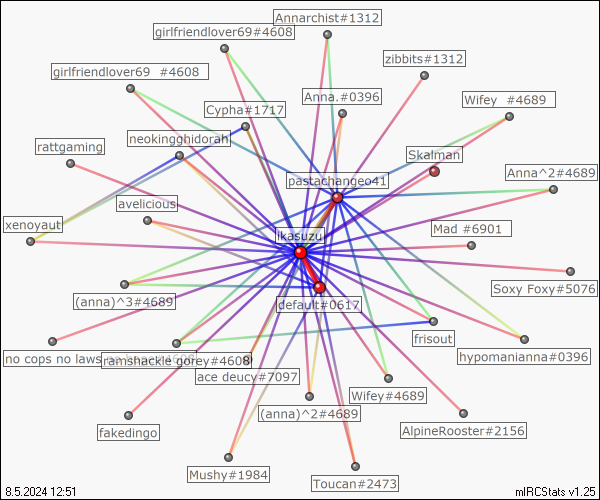 Annarchist#1312
girlfriendlover69#4608
zibbits#1312
girlfriendlover69 #4608
Anna.#0396
Wifey #4689
Cypha#1717
neokingghidorah
rattgaming
Skalman
Anna^2#4689
pastachangeo41
avelicious
xenoyaut
Mad #6901
ikasuzu
Soxy Foxy#5076
(anna)^3#4689
default#0617
frisout
no cops no laws
ramshackle gorey#4608
hypomanianna#0396
ace deucy#7097
Wifey#4689
(anna)^2#4689
AlpineRooster#2156
fakedingo
Mushy#1984
Toucan#2473
8.5.2024 12:51
mIRCStats v1.25